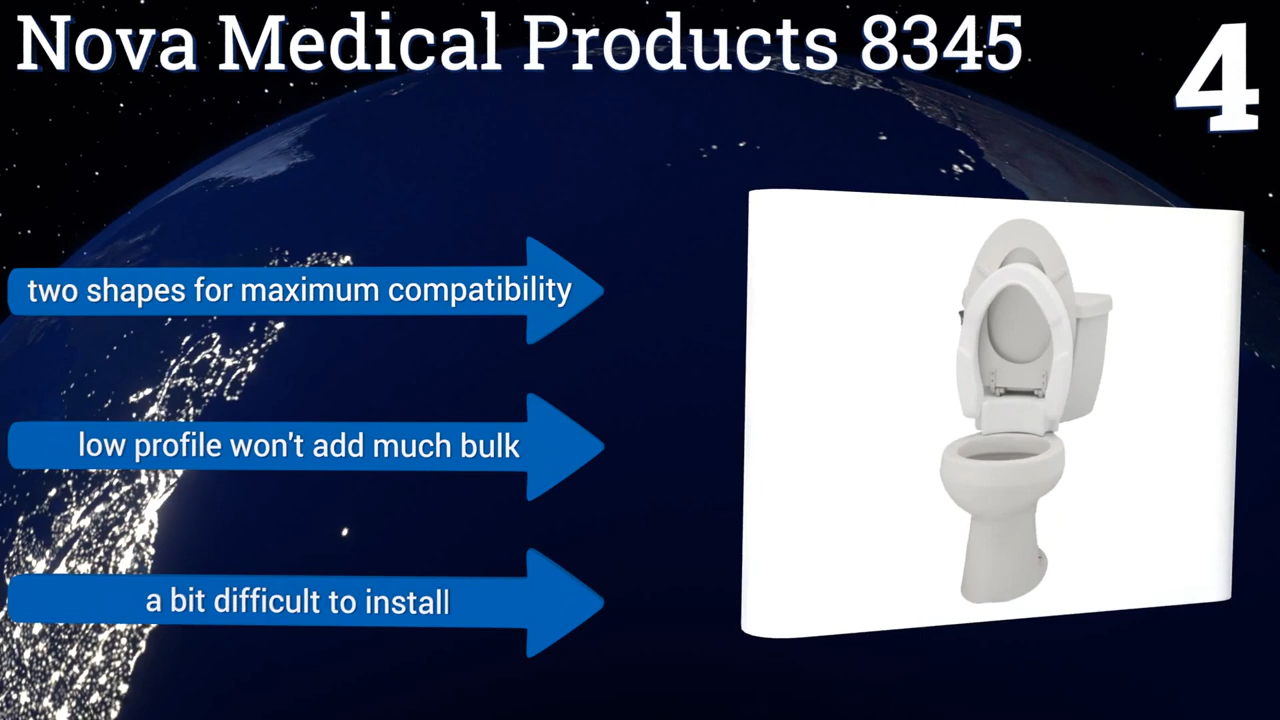 Nova Medical Products 8345
4
two shapes for maximum compatibility
low profile won't add much bulk
a bit difficult to install